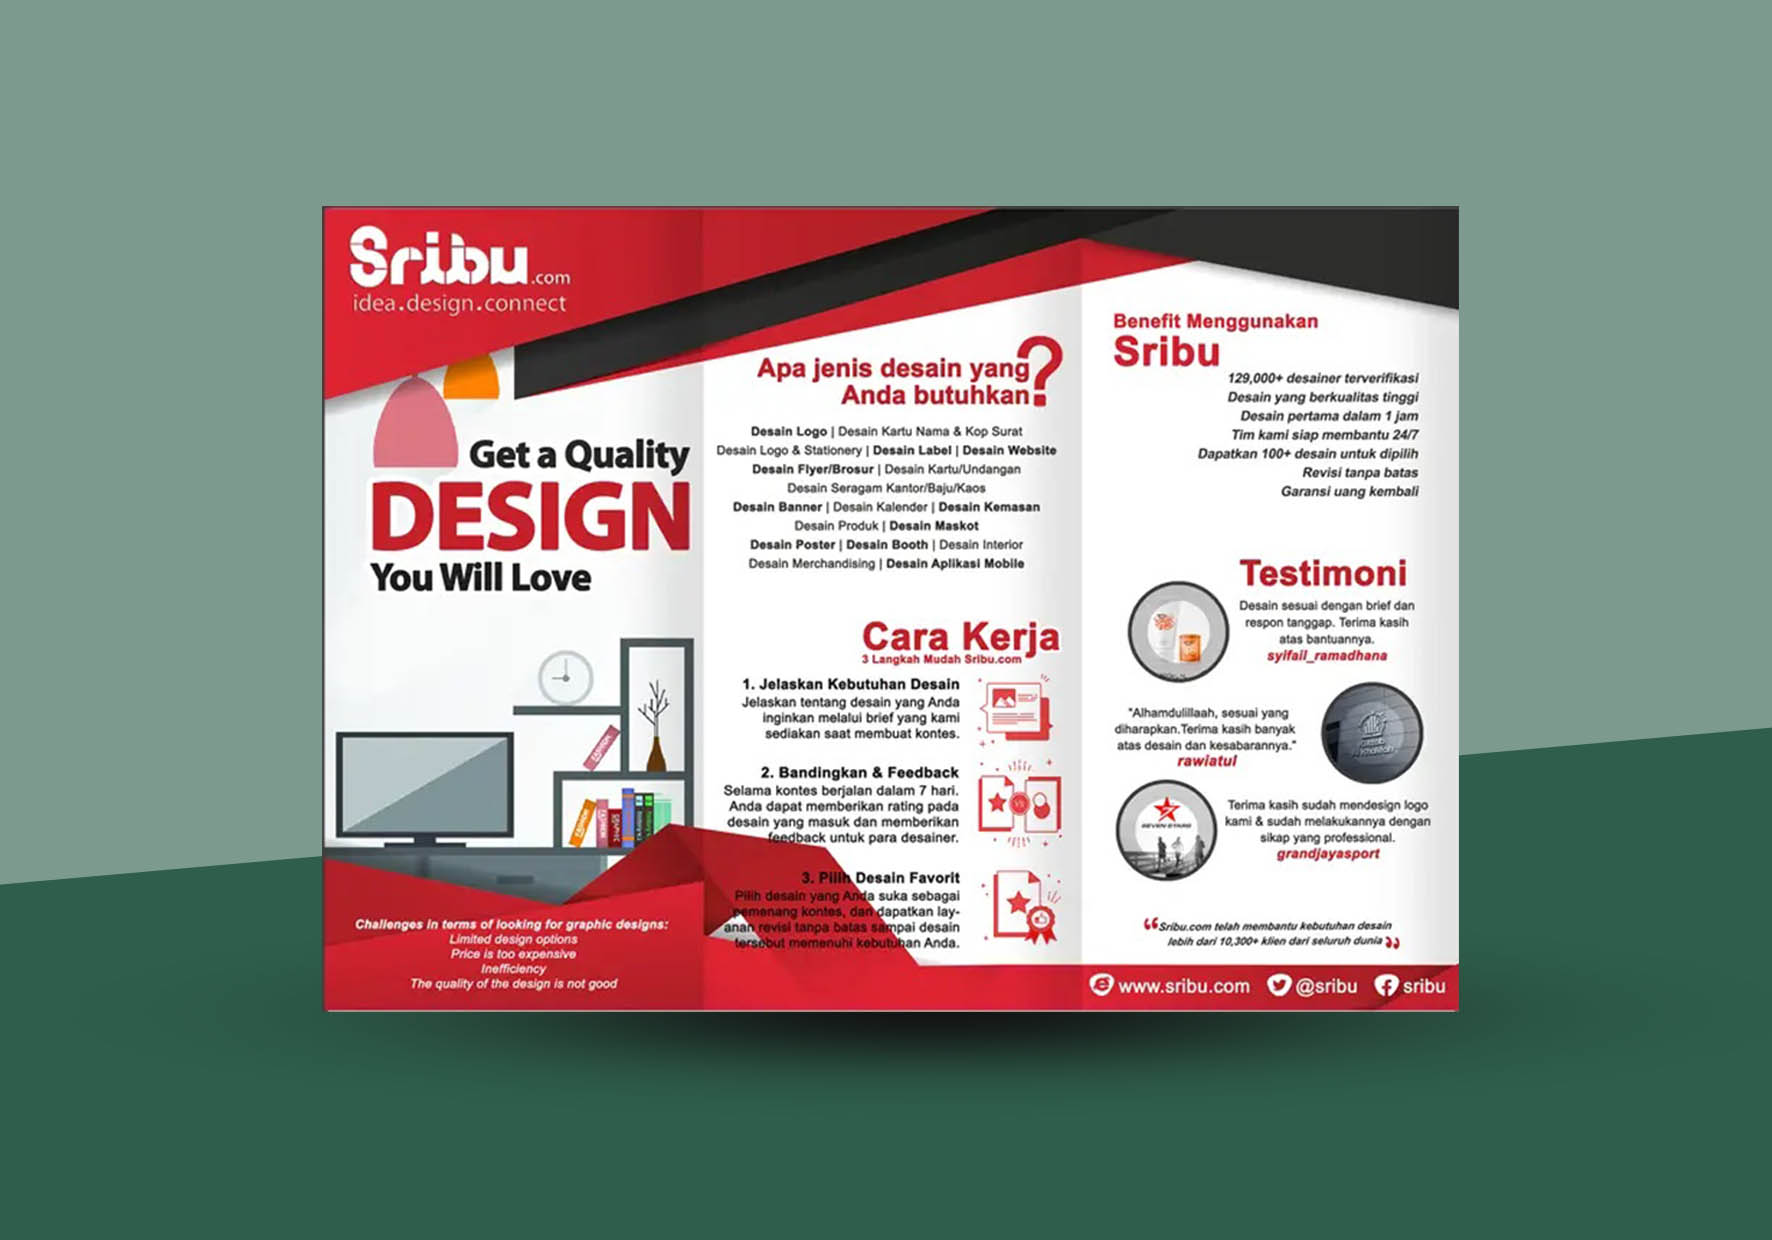 Sribu.com
idea.design.connect
Get a Quality
DESIGN
You Will Love
FASHION
FASHION
FASHION
Challenges in terms of looking for graphic designs:
Limited design options
Price is too expensive
Inefficiency
The quality of the design is not good
Apa jenis desain yang
Anda butuhkan?
Desain Logo | Desain Kartu Nama & Kop Surat
Desain Logo & Stationery | Desain Label | Desain Website
Desain Flyer/Brosur | Desain Kartu/Undangan
Desain Seragam Kantor/Baju/Kaos
Desain Banner | Desain Kalender | Desain Kemasan
Desain Produk | Desain Maskot
Desain Poster | Desain Booth | Desain Interior
Desain Merchandising | Desain Aplikasi Mobile
Cara Kerja
3 Langkah Mudah Sribu.com
1. Jelaskan Kebutuhan Desain
Jelaskan tentang desain yang Anda
inginkan melalui brief yang kami
sediakan saat membuat kontes.
2. Bandingkan & Feedback
Selama kontes berjalan dalam 7 hari.
Anda dapat memberikan rating pada
desain yang masuk dan memberikan
feedback untuk para desainer.
VS
3. Pilih Desain Favorit
Pilih desain yang Anda suka sebagai
pemenang kontes, dan dapatkan lay-
anan revisi tanpa batas sampai desain
tersebut memenuhi kebutuhan Anda.
Benefit Menggunakan
Sribu
129,000+ desainer terverifikasi
Desain yang berkualitas tinggi
Desain pertama dalam 1 jam
Tim kami siap membantu 24/7
Dapatkan 100+ desain untuk dipilih
Revisi tanpa batas
Garansi uang kembali
Testimoni
Desain sesuai dengan brief dan
respon tanggap. Terima kasih
atas bantuannya.
syifail_ramadhana
"Alhamdulillaah, sesuai yang
diharapkan.Terima kasih banyak
atas desain dan kesabarannya."
rawiatul
SEVEN STARS
Terima kasih sudah mendesign logo
kami & sudah melakukannya dengan
sikap yang professional.
grandjayasport
“Sribu.com telah membantu kebutuhan desain
lebih dari 10,300+ klien dari seluruh dunia”
www.sribu.com @sribu sribu